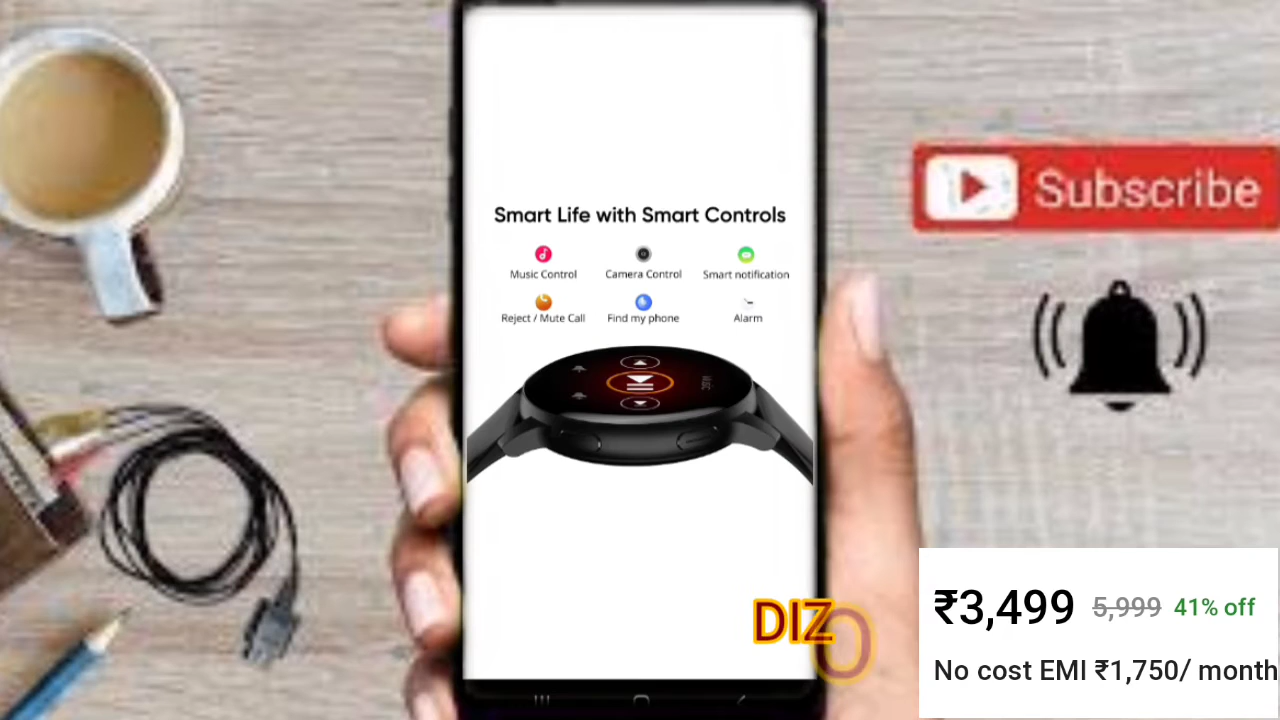 Smart Life with Smart Controls
Music Control
Camera Control
Smart notification
Reject / Mute Call
Find my phone
Alarm
Subscribe
DIZO
₹3,499 5,999 41% off
No cost EMI ₹1,750/ month